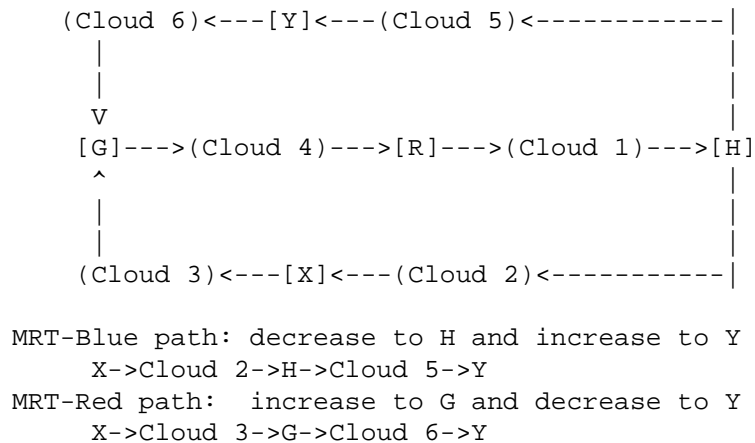 (Cloud 6)<---[Y]<---(Cloud 5)<------------|
| |
| |
V |
[G]--->(Cloud 4)--->[R]--->(Cloud 1)--->[H]
^ |
| |
| |
(Cloud 3)<---[X]<---(Cloud 2)<-----------|
MRT-Blue path: decrease to H and increase to Y
X->Cloud 2->H->Cloud 5->Y
MRT-Red path: increase to G and decrease to Y
X->Cloud 3->G->Cloud 6->Y